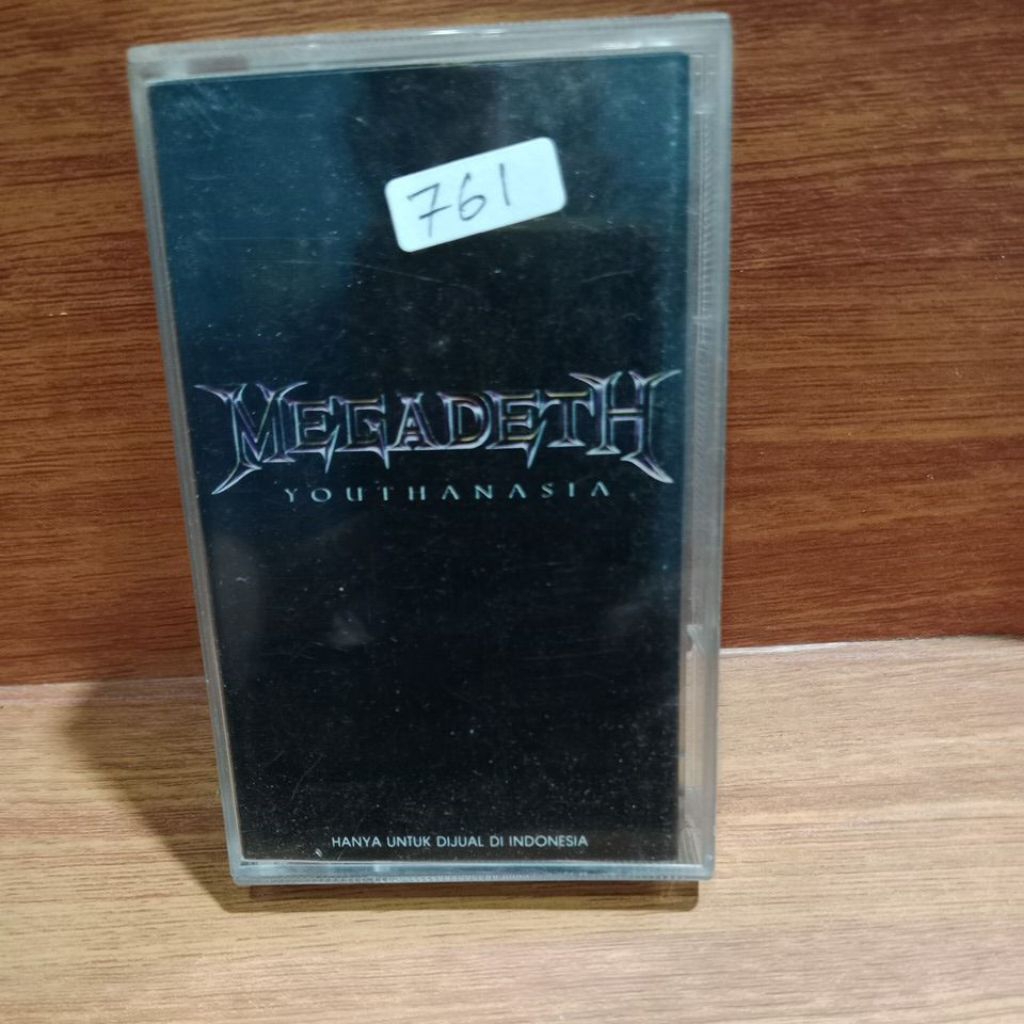 761
MEGADETH
YOUTHANASIA
HANYA UNTUK DIJUAL DI INDONESIA